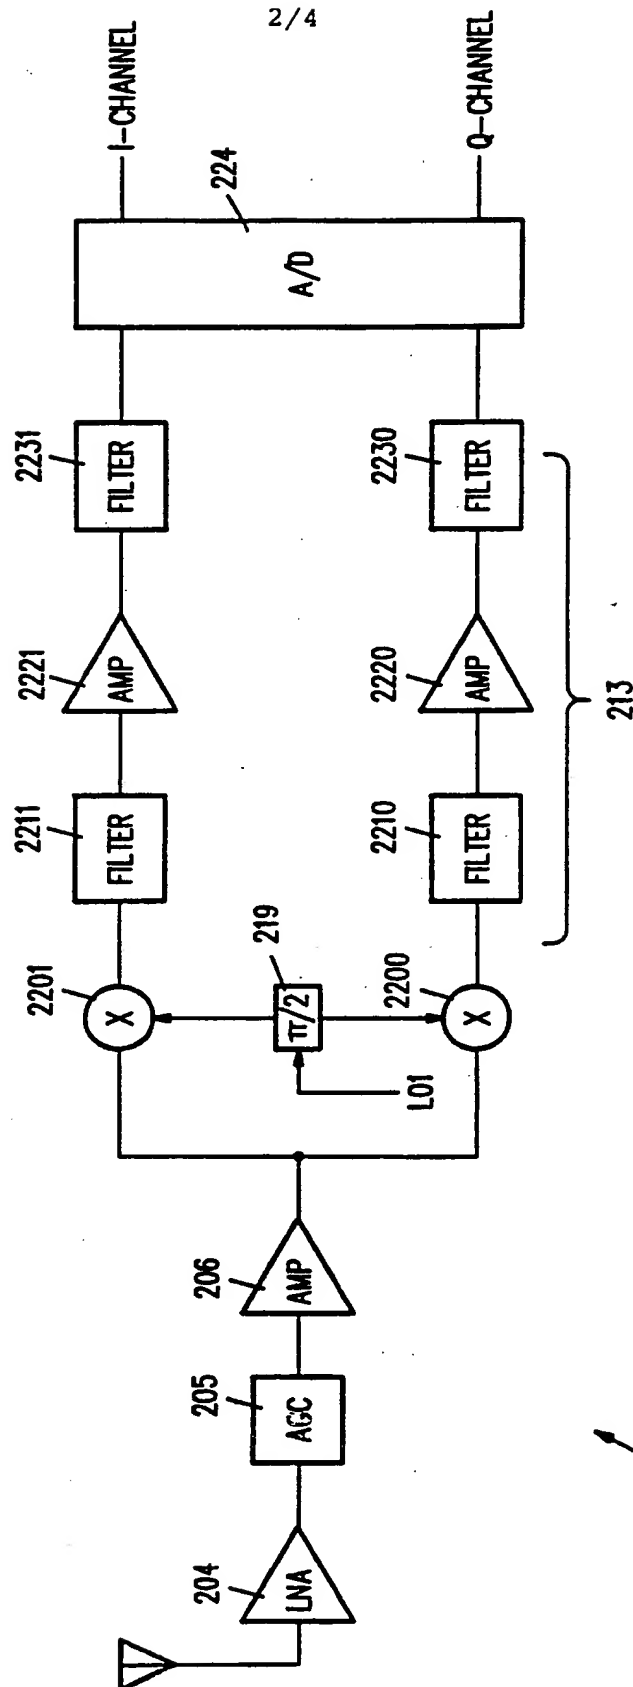 2/4
I-CHANNEL
Q-CHANNEL
224
A/D
2231
FILTER
2230
FILTER
2221
AMP
2220
AMP
213
2211
FILTER
2210
FILTER
2201
X
219
π/2
2200
X
LO1
206
AMP
205
AGC
204
LNA